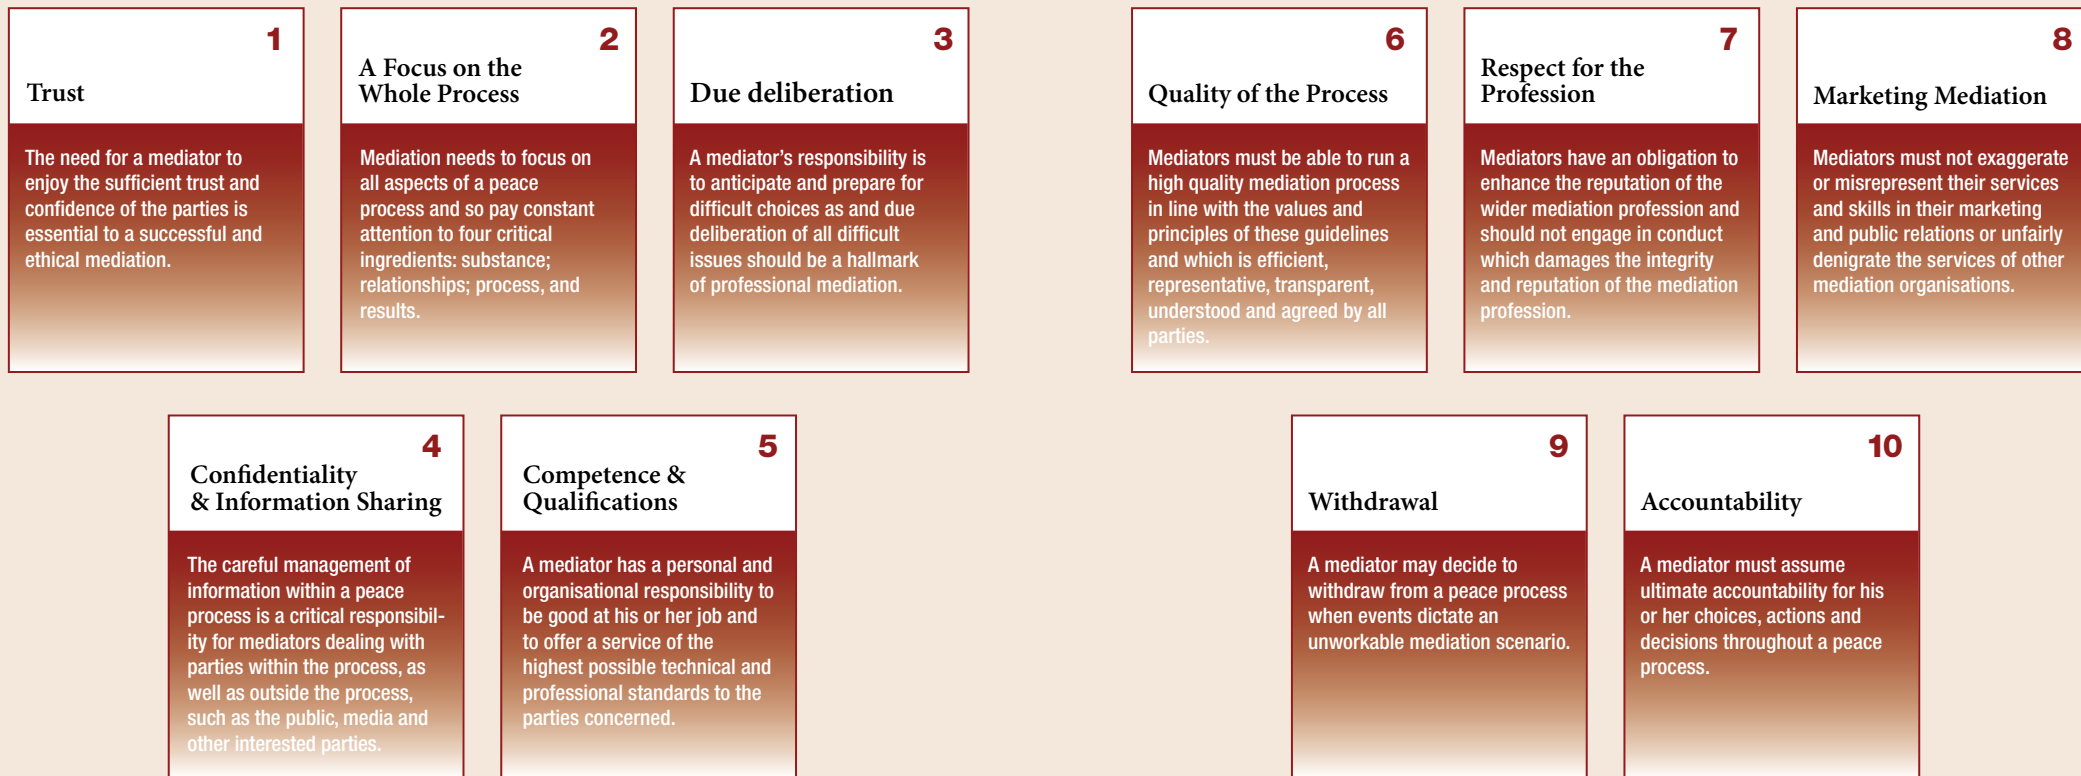 1
Trust
The need for a mediator to
enjoy the sufficient trust and
confidence of the parties is
essential to a successful and
ethical mediation.
2
A Focus on the
Whole Process
Mediation needs to focus on
all aspects of a peace
process and so pay constant
attention to four critical
ingredients: substance;
relationships; process, and
results.
3
Due deliberation
A mediator's responsibility is
to anticipate and prepare for
difficult choices as and due
deliberation of all difficult
issues should be a hallmark
of professional mediation.
4
Confidentiality
& Information Sharing
The careful management of
information within a peace
process is a critical responsibil-
ity for mediators dealing with
parties within the process, as
well as outside the process,
such as the public, media and
other interested parties.
5
Competence &
Qualifications
A mediator has a personal and
organisational responsibility to
be good at his or her job and
to offer a service of the
highest possible technical and
professional standards to the
parties concerned.
6
Quality of the Process
Mediators must be able to run a
high quality mediation process
in line with the values and
principles of these guidelines
and which is efficient,
representative, transparent,
understood and agreed by all
parties.
7
Respect for the
Profession
Mediators have an obligation to
enhance the reputation of the
wider mediation profession and
should not engage in conduct
which damages the integrity
and reputation of the mediation
profession.
8
Marketing Mediation
Mediators must not exaggerate
or misrepresent their services
and skills in their marketing
and public relations or unfairly
denigrate the services of other
mediation organisations.
9
Withdrawal
A mediator may decide to
withdraw from a peace process
when events dictate an
unworkable mediation scenario.
10
Accountability
A mediator must assume
ultimate accountability for his
or her choices, actions and
decisions throughout a peace
process.